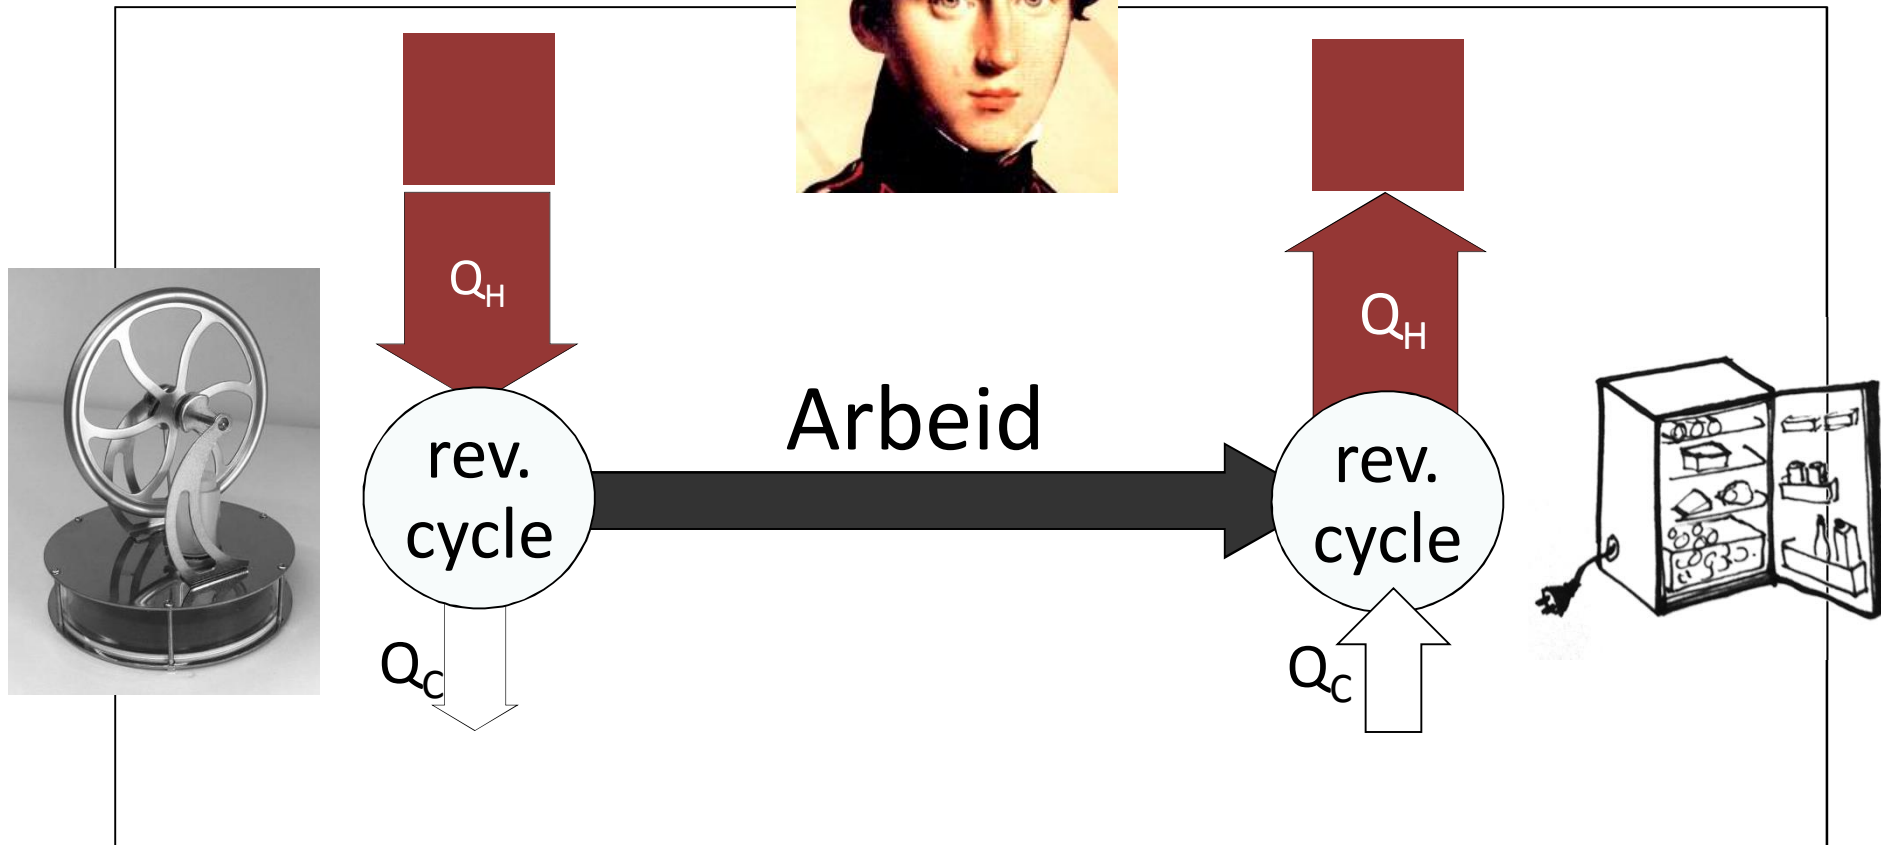 Q_H
Q_H
Arbeid
rev.
cycle
rev.
cycle
Q_C
Q_C